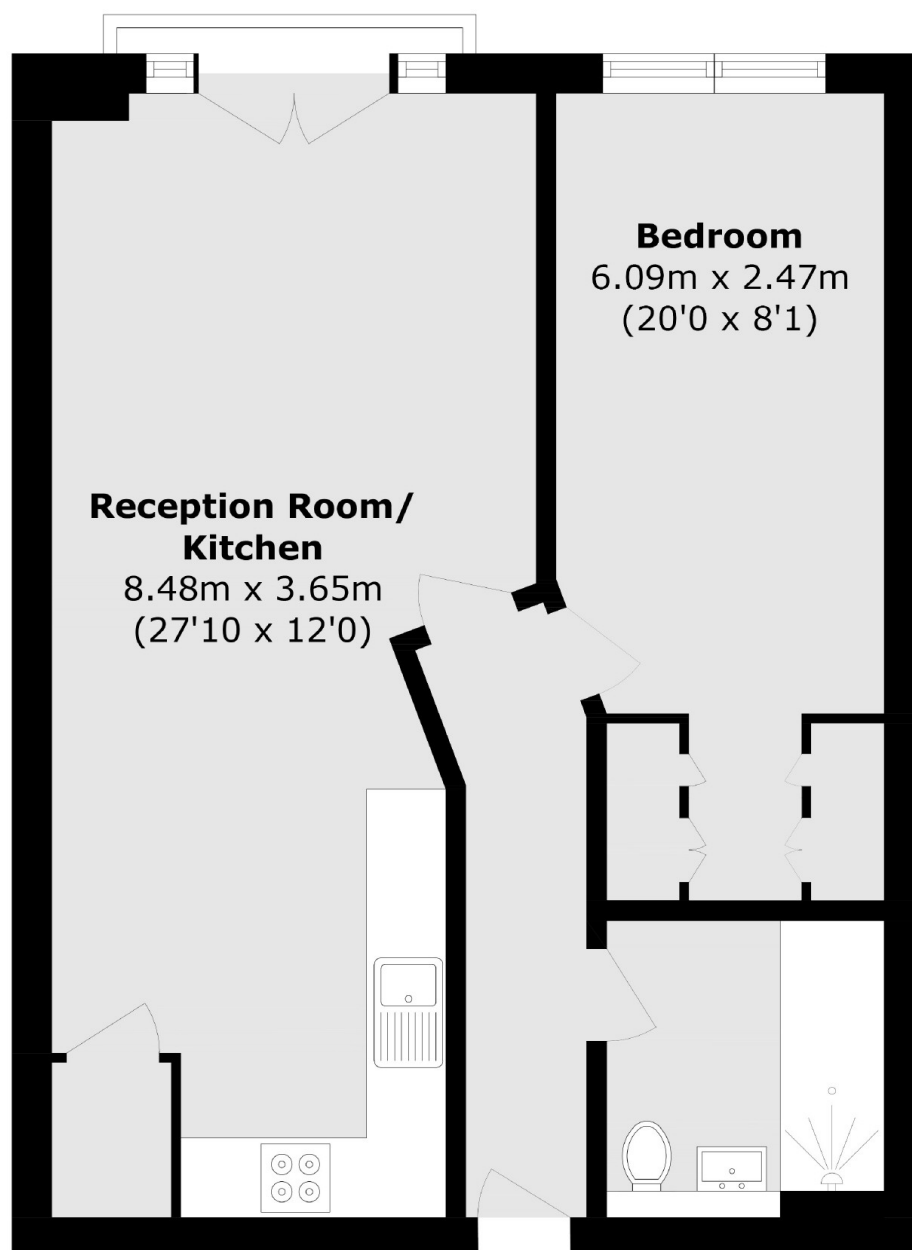 Bedroom
6.09m x 2.47m
(20'0 x 8'1)
Reception Room/
Kitchen
8.48m x 3.65m
(27'10 x 12'0)